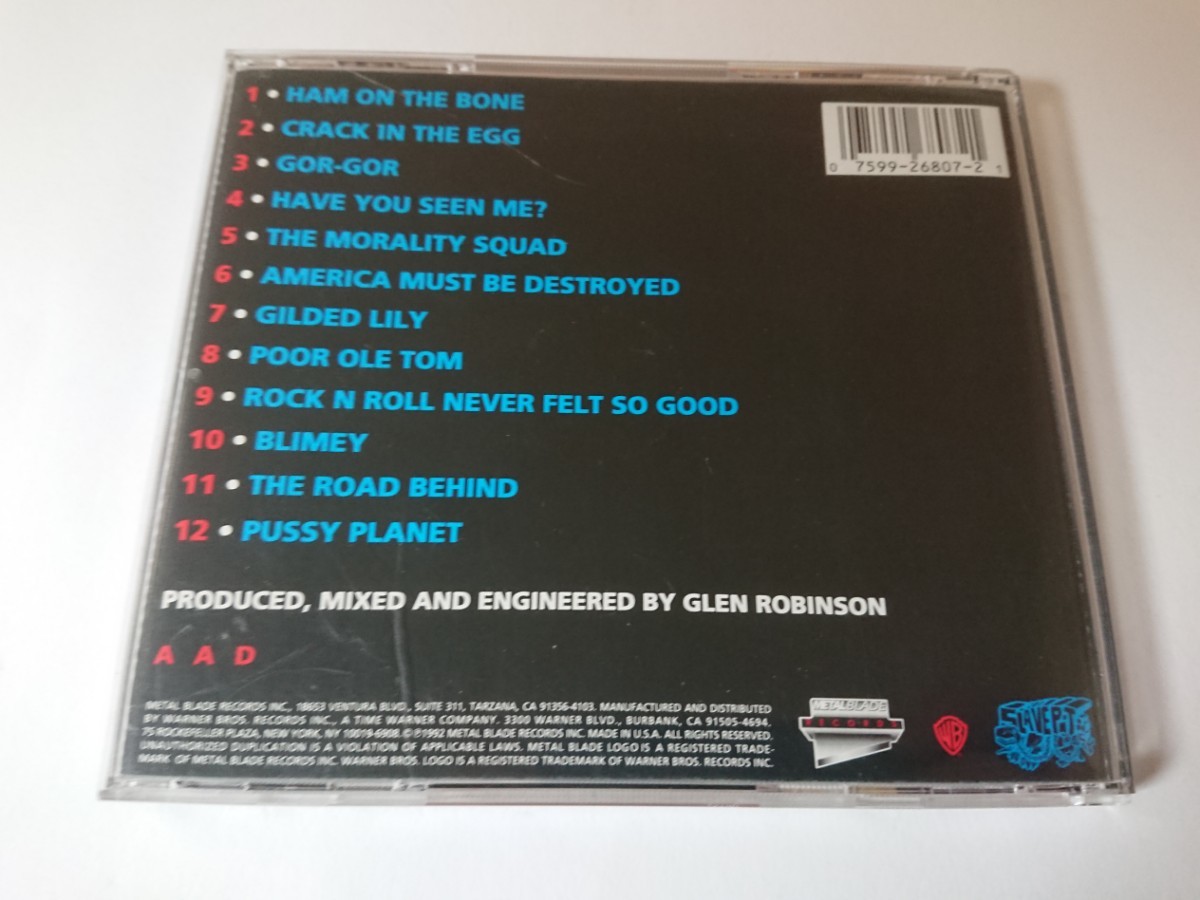 1 • HAM ON THE BONE
2 • CRACK IN THE EGG
3 • GOR-GOR
4 • HAVE YOU SEEN ME?
5 • THE MORALITY SQUAD
6 • AMERICA MUST BE DESTROYED
7 • GILDED LILY
8 • POOR OLE TOM
9 • ROCK N ROLL NEVER FELT SO GOOD
10 • BLIMEY
11 • THE ROAD BEHIND
12 • PUSSY PLANET
0 7599-26807-2 1
PRODUCED, MIXED AND ENGINEERED BY GLEN ROBINSON
A A D
METAL BLADE RECORDS INC., 18653 VENTURA BLVD., SUITE 311, TARZANA, CA 91356-4103. MANUFACTURED AND DISTRIBUTED
BY WARNER BROS. RECORDS INC., A TIME WARNER COMPANY. 3300 WARNER BLVD., BURBANK, CA 91505-4694.
75 ROCKEFELLER PLAZA, NEW YORK, NY 10019-6908. ©℗1992 METAL BLADE RECORDS INC. MADE IN U.S.A. ALL RIGHTS RESERVED.
UNAUTHORIZED DUPLICATION IS A VIOLATION OF APPLICABLE LAWS. METAL BLADE LOGO IS A REGISTERED TRADE-
MARK OF METAL BLADE RECORDS INC. WARNER BROS. LOGO IS A REGISTERED TRADEMARK OF WARNER BROS. RECORDS INC.
METAL BLADE
RECORDS
WB
SLAVE PIT